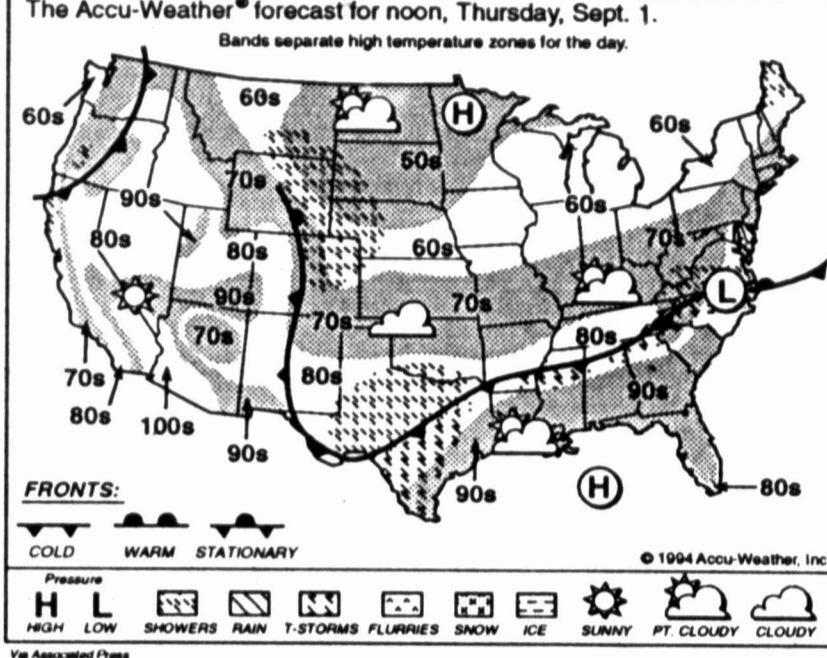 The Accu-Weather® forecast for noon, Thursday, Sept. 1.
Bands separate high temperature zones for the day.
60s
60s
H
60s
50s
70s
90s
60s
80s
80s
60s
70s
90s
70s
L
70s
70s
80s
80s
90s
70s
80s
100s
90s
90s
H
80s
FRONTS:
COLD WARM STATIONARY
© 1994 Accu-Weather, Inc
Pressure
H L
HIGH LOW SHOWERS RAIN T-STORMS FLURRIES SNOW ICE SUNNY PT. CLOUDY CLOUDY
Via Associated Press